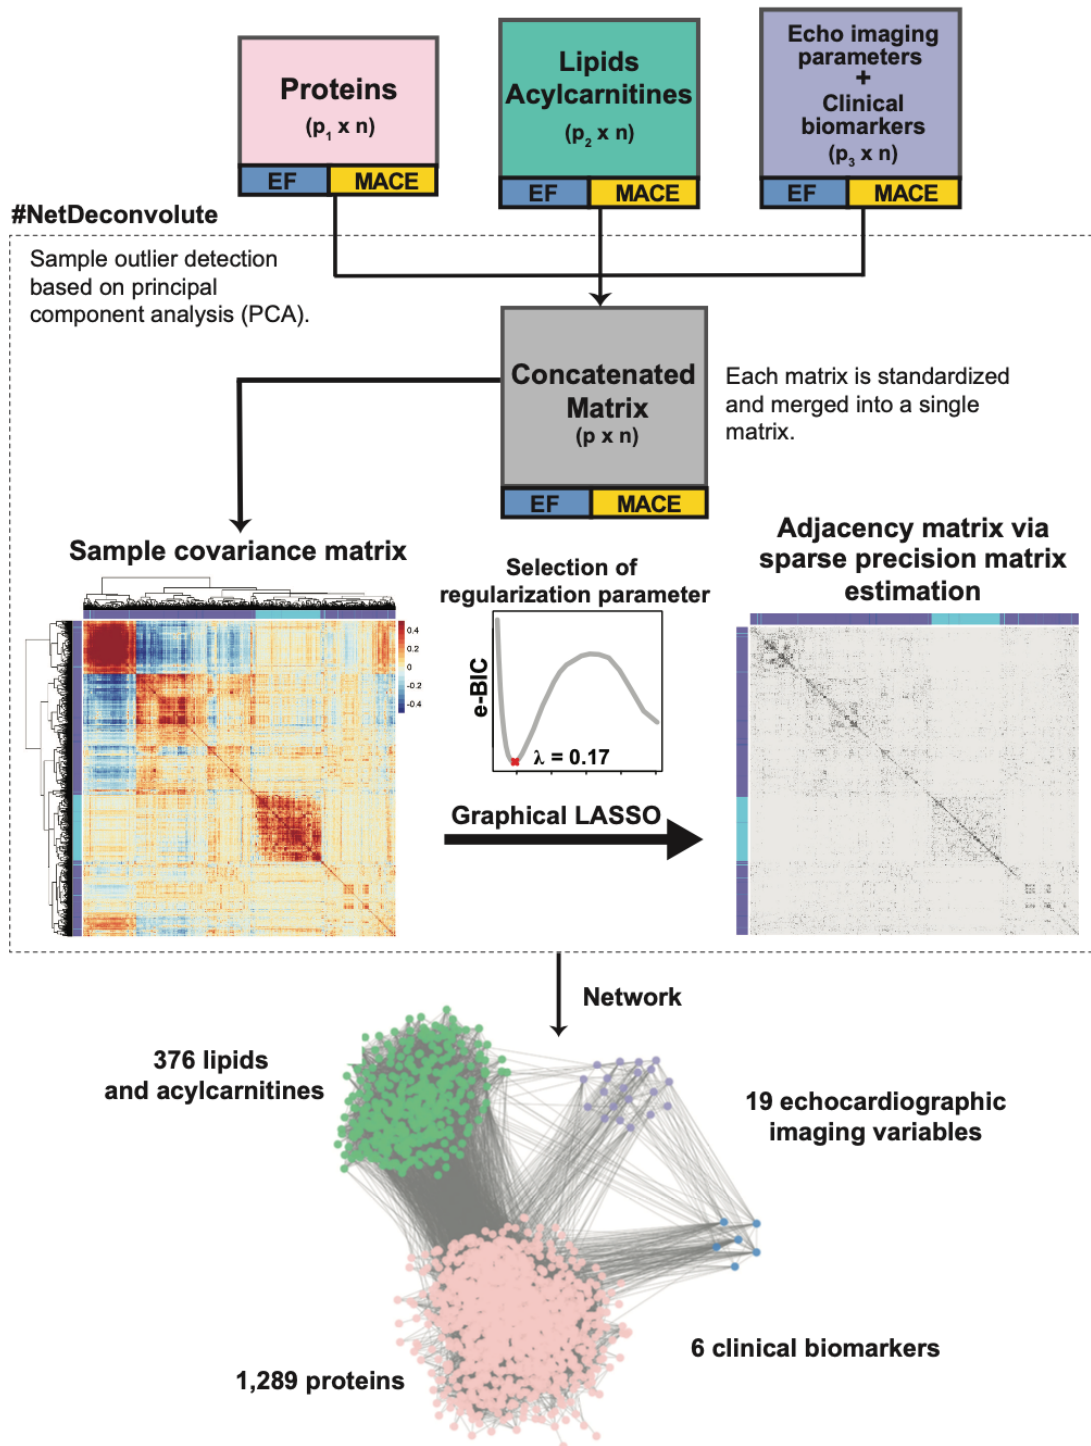 Proteins
(p1 x n)
EF MACE
Lipids
Acylcarnitines
(p2 x n)
EF MACE
Echo imaging
parameters
+
Clinical
biomarkers
(p3 x n)
EF MACE
#NetDeconvolute
Sample outlier detection
based on principal
component analysis (PCA).
Concatenated
Matrix
(p x n)
EF MACE
Each matrix is standardized
and merged into a single
matrix.
Sample covariance matrix
0.4
0.2
0
-0.2
-0.4
Selection of
regularization parameter
e-BIC
λ = 0.17
Graphical LASSO
Adjacency matrix via
sparse precision matrix
estimation
Network
376 lipids
and acylcarnitines
19 echocardiographic
imaging variables
6 clinical biomarkers
1,289 proteins